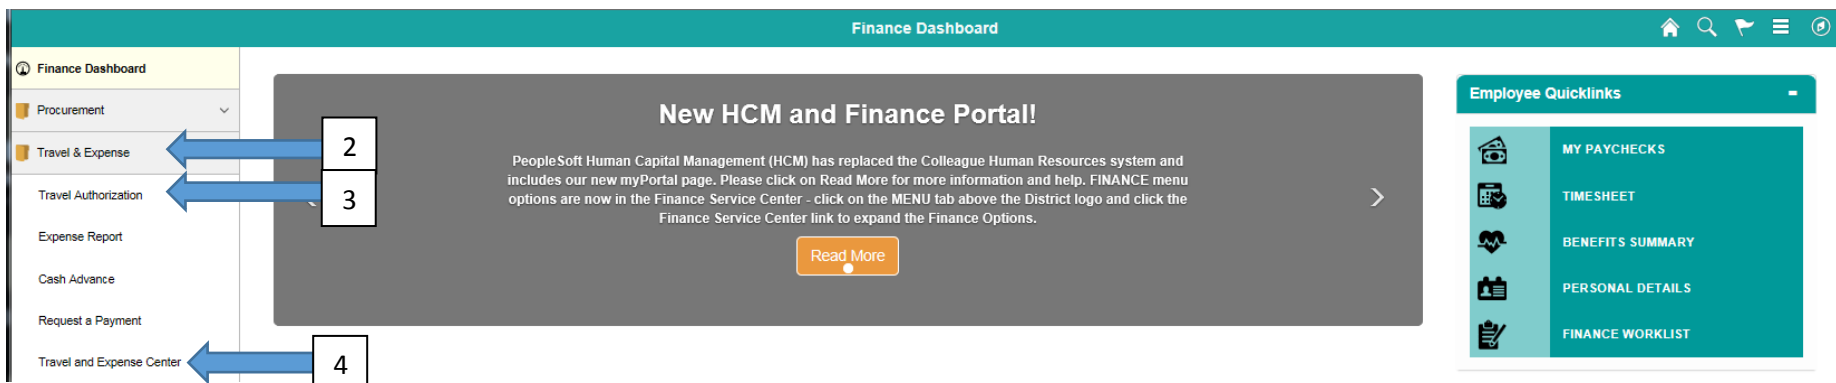 Finance Dashboard
Finance Dashboard
Procurement
Travel & Expense
2
Travel Authorization
3
Expense Report
Cash Advance
Request a Payment
Travel and Expense Center
4
New HCM and Finance Portal!
PeopleSoft Human Capital Management (HCM) has replaced the Colleague Human Resources system and
includes our new myPortal page. Please click on Read More for more information and help. FINANCE menu
options are now in the Finance Service Center - click on the MENU tab above the District logo and click the
Finance Service Center link to expand the Finance Options.
Read More
Employee Quicklinks
MY PAYCHECKS
TIMESHEET
BENEFITS SUMMARY
PERSONAL DETAILS
FINANCE WORKLIST